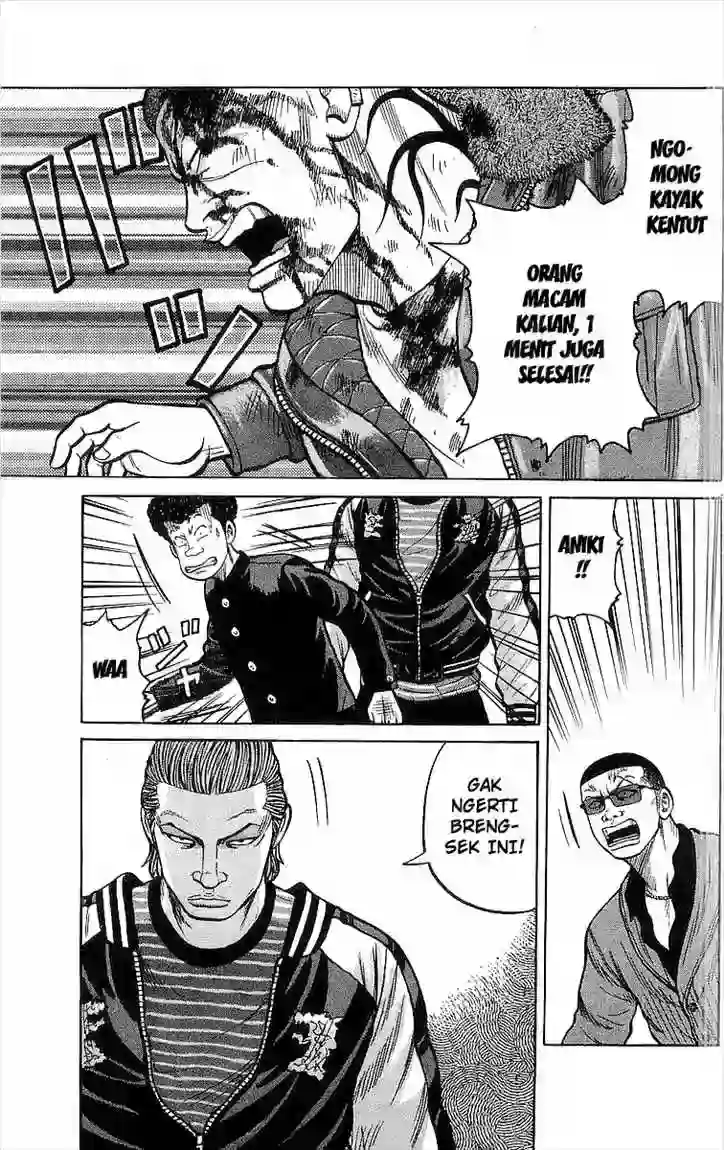 NGO-
MONG
KAYAK
KENTUT
ORANG
MACAM
KALIAN, 1
MENIT JUGA
SELESAI!!
ANIKI
!!
WAA
GAK
NGERTI
BRENG-
SEK INI!